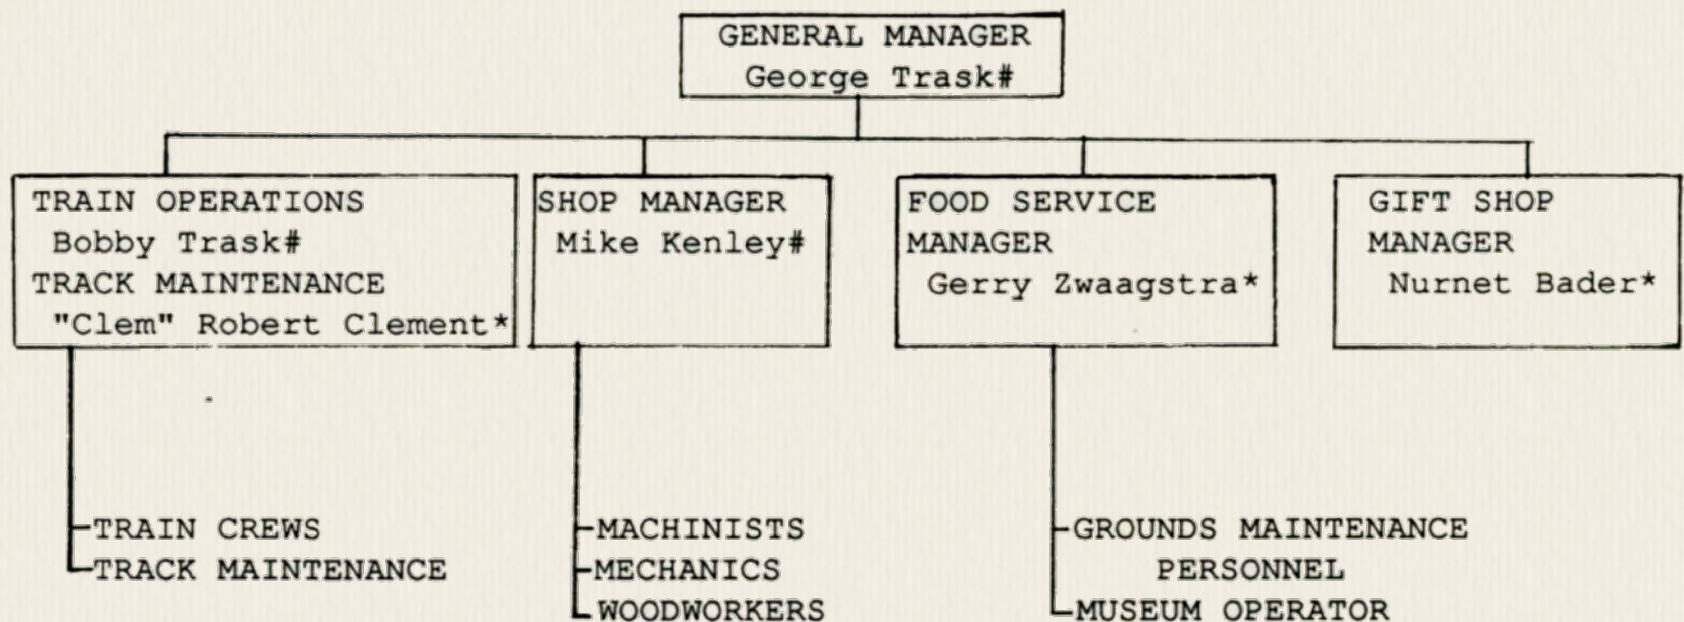 GENERAL MANAGER
George Trask#
TRAIN OPERATIONS
Bobby Trask#
TRACK MAINTENANCE
"Clem" Robert Clement*
SHOP MANAGER
Mike Kenley#
FOOD SERVICE
MANAGER
Gerry Zwaagstra*
GIFT SHOP
MANAGER
Nurnet Bader*
TRAIN CREWS
TRACK MAINTENANCE
MACHINISTS
MECHANICS
WOODWORKERS
GROUNDS MAINTENANCE
PERSONNEL
MUSEUM OPERATOR